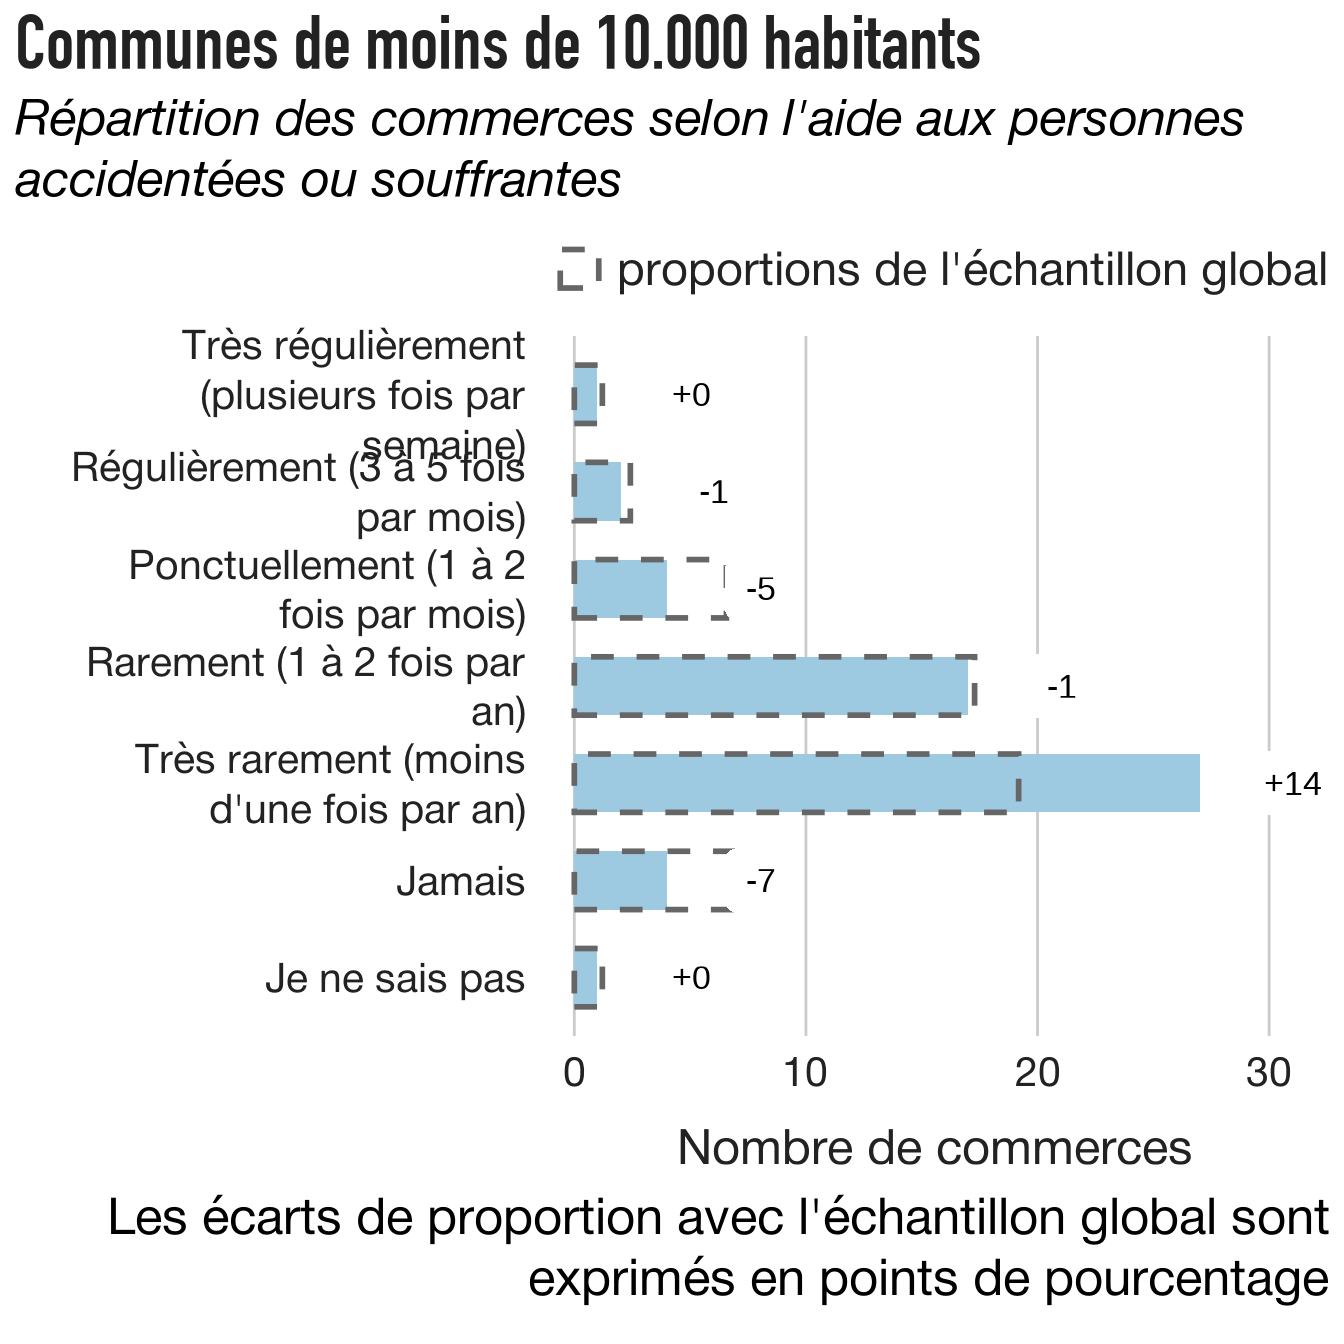 Communes de moins de 10.000 habitants
Répartition des commerces selon l'aide aux personnes
accidentées ou souffrantes
proportions de l'échantillon global
Très régulièrement
(plusieurs fois par
semaine)
+0
Régulièrement (3 à 5 fois
par mois)
-1
Ponctuellement (1 à 2
fois par mois)
-5
Rarement (1 à 2 fois par
an)
-1
Très rarement (moins
d'une fois par an)
+14
Jamais
-7
Je ne sais pas
+0
0 10 20 30
Nombre de commerces
Les écarts de proportion avec l'échantillon global sont
exprimés en points de pourcentage